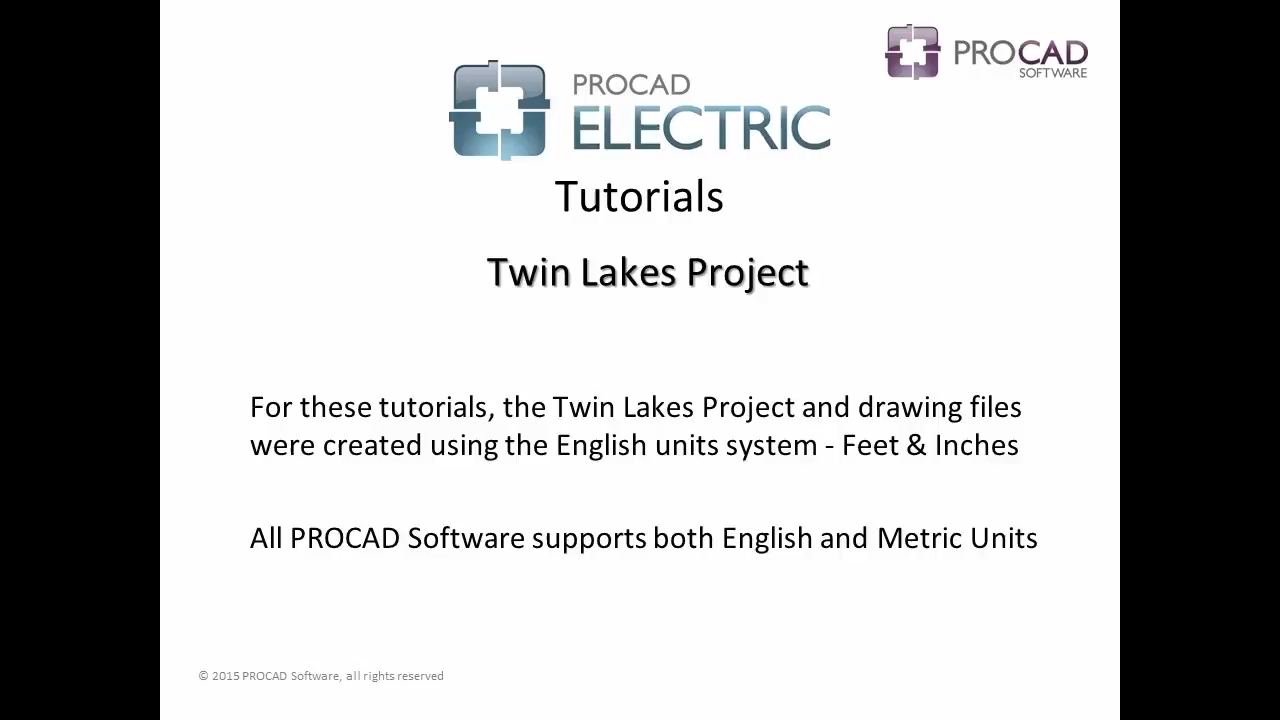 PROCAD
SOFTWARE
PROCAD
ELECTRIC
Tutorials
Twin Lakes Project
For these tutorials, the Twin Lakes Project and drawing files
were created using the English units system - Feet & Inches
All PROCAD Software supports both English and Metric Units
© 2015 PROCAD Software, all rights reserved